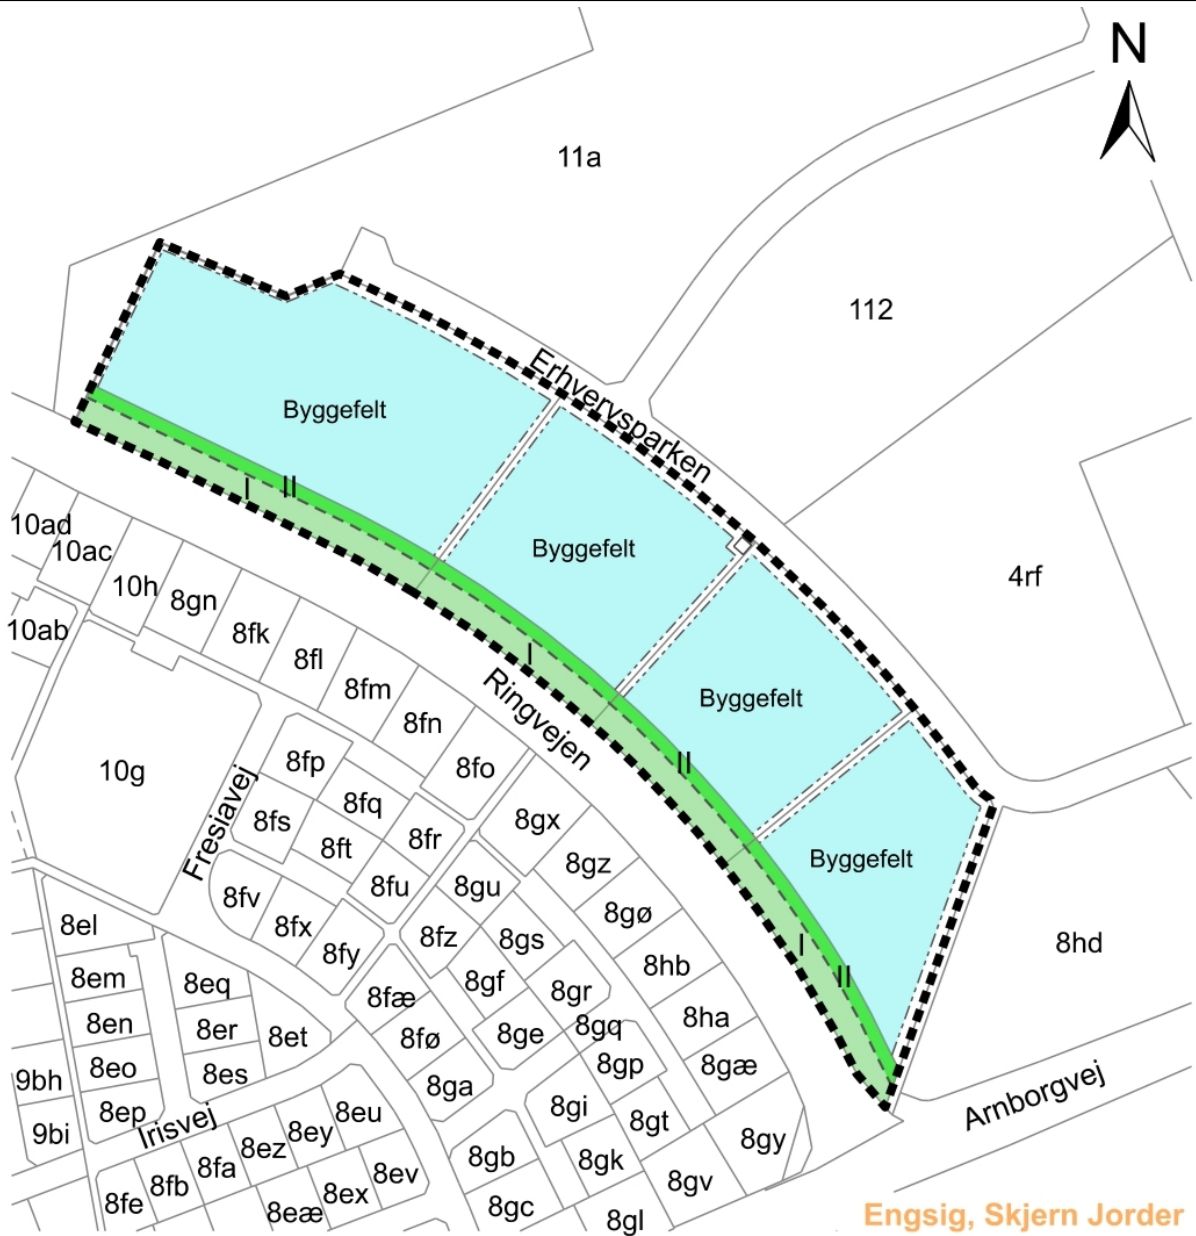 N
11a
112
Erhvervsparken
Byggefelt
I
II
10ad
10ac
Byggefelt
4rf
10h
8gn
10ab
8fk
8fl
I
8fm
Ringvejen
Byggefelt
8fn
10g
8fp
8fo
II
8fq
Fresiavej
8fs
8gx
8fr
8ft
8gz
Byggefelt
8fu
8gu
8fv
8gø
8el
8fx
8fz
8gs
I
8hd
8fy
8hb
II
8em
8eq
8gf
8gr
8fæ
8en
8er
8et
8fø
8ge
8gq
8ha
8eo
8es
8gp
8gæ
9bh
8ga
Arnborgvej
8ep
Irisvej
8eu
8gi
8gt
9bi
8ey
8gy
8ez
8gb
8gk
8fa
8ev
8gv
8fb
8ex
8fe
8eæ
8gc
8gl
Engsig, Skjern Jorder